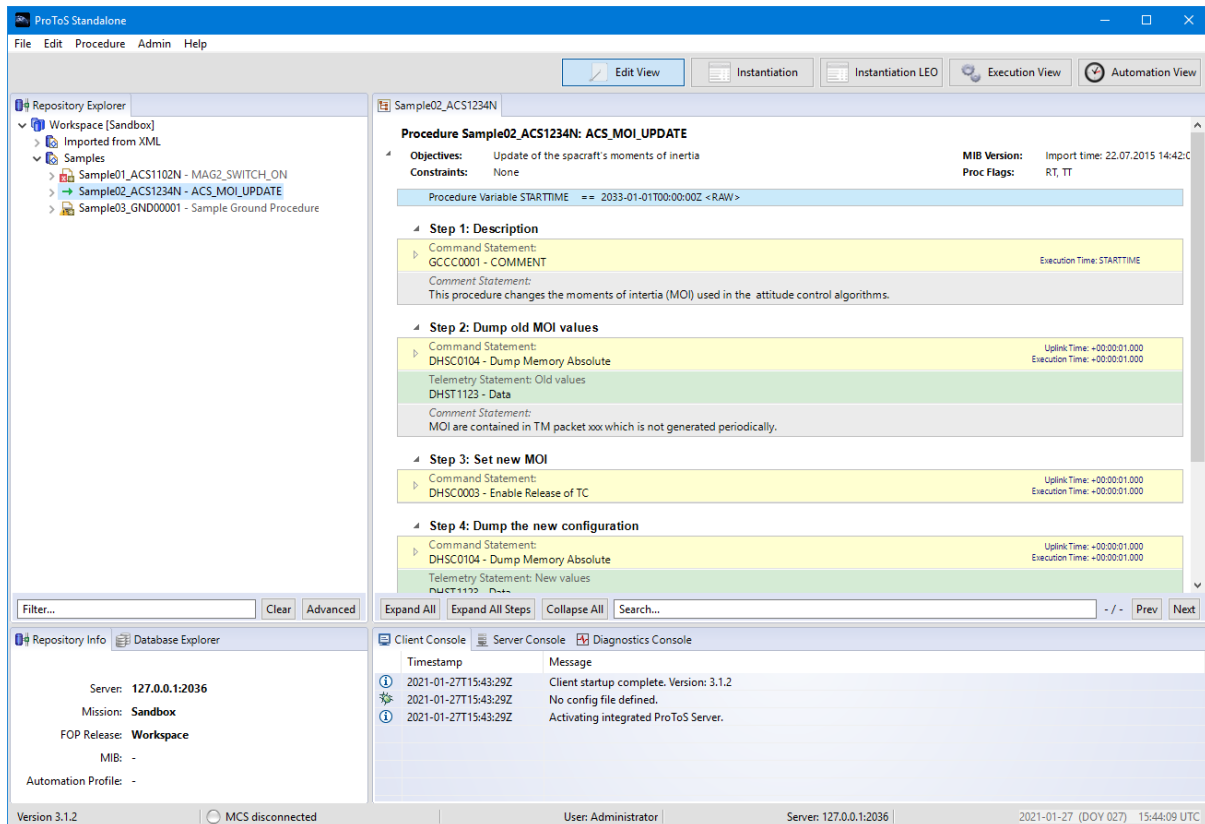 ProToS Standalone
File Edit Procedure Admin Help
Edit View Instantiation Instantiation LEO Execution View Automation View
Repository Explorer
Workspace [Sandbox]
Imported from XML
Samples
Sample01_ACS1102N - MAG2_SWITCH_ON
Sample02_ACS1234N - ACS_MOI_UPDATE
Sample03_GND00001 - Sample Ground Procedure
Filter... Clear Advanced
Sample02_ACS1234N
Procedure Sample02_ACS1234N: ACS_MOI_UPDATE
Objectives: Update of the spacraft's moments of inertia MIB Version: Import time: 22.07.2015 14:42:0
Constraints: None Proc Flags: RT, TT
Procedure Variable STARTTIME == 2033-01-01T00:00:00Z <RAW>
Step 1: Description
Command Statement:
GCCC0001 - COMMENT Execution Time: STARTTIME
Comment Statement:
This procedure changes the moments of intertia (MOI) used in the attitude control algorithms.
Step 2: Dump old MOI values
Command Statement: Uplink Time: +00:00:01.000
DHSC0104 - Dump Memory Absolute Execution Time: +00:00:01.000
Telemetry Statement: Old values
DHST1123 - Data
Comment Statement:
MOI are contained in TM packet xxx which is not generated periodically.
Step 3: Set new MOI
Command Statement: Uplink Time: +00:00:01.000
DHSC0003 - Enable Release of TC Execution Time: +00:00:01.000
Step 4: Dump the new configuration
Command Statement: Uplink Time: +00:00:01.000
DHSC0104 - Dump Memory Absolute Execution Time: +00:00:01.000
Telemetry Statement: New values
DHST1123 - Data
Expand All Expand All Steps Collapse All Search... - / - Prev Next
Repository Info Database Explorer
Server: 127.0.0.1:2036
Mission: Sandbox
FOP Release: Workspace
MIB: -
Automation Profile: -
Client Console Server Console Diagnostics Console
Timestamp Message
2021-01-27T15:43:29Z Client startup complete. Version: 3.1.2
2021-01-27T15:43:29Z No config file defined.
2021-01-27T15:43:29Z Activating integrated ProToS Server.
Version 3.1.2 MCS disconnected User: Administrator Server: 127.0.0.1:2036 2021-01-27 (DOY 027) 15:44:09 UTC